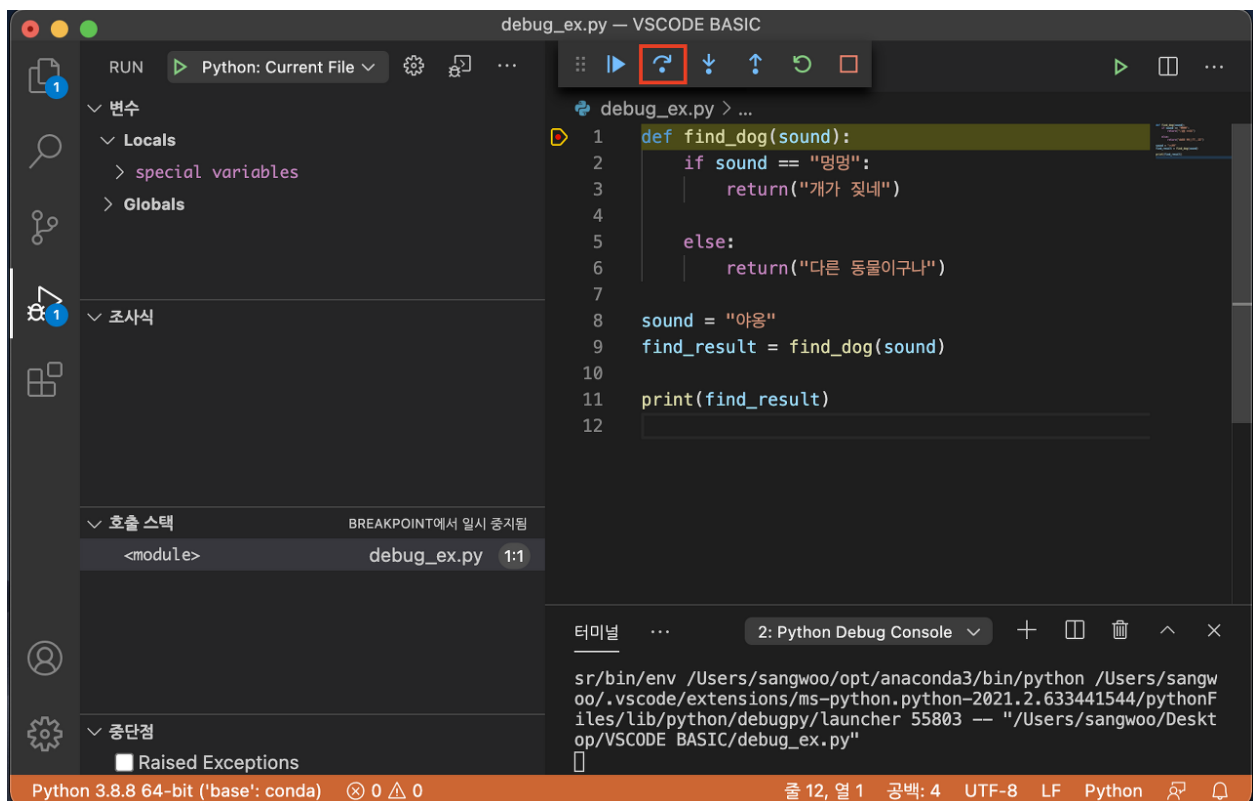 debug_ex.py — VSCODE BASIC
RUN Python: Current File
1
1
변수
Locals
special variables
Globals
조사식
호출 스택 BREAKPOINT에서 일시 중지됨
<module> debug_ex.py 1:1
중단점
Raised Exceptions
debug_ex.py > ...
1 def find_dog(sound):
2 if sound == "멍멍":
3 return("개가 짖네")
4
5 else:
6 return("다른 동물이구나")
7
8 sound = "야옹"
9 find_result = find_dog(sound)
10
11 print(find_result)
12
터미널 ... 2: Python Debug Console
sr/bin/env /Users/sangwoo/opt/anaconda3/bin/python /Users/sangw
oo/.vscode/extensions/ms-python.python-2021.2.633441544/pythonF
iles/lib/python/debugpy/launcher 55803 -- "/Users/sangwoo/Deskt
op/VSCODE BASIC/debug_ex.py"
Python 3.8.8 64-bit ('base': conda) 0 0 줄 12, 열 1 공백: 4 UTF-8 LF Python